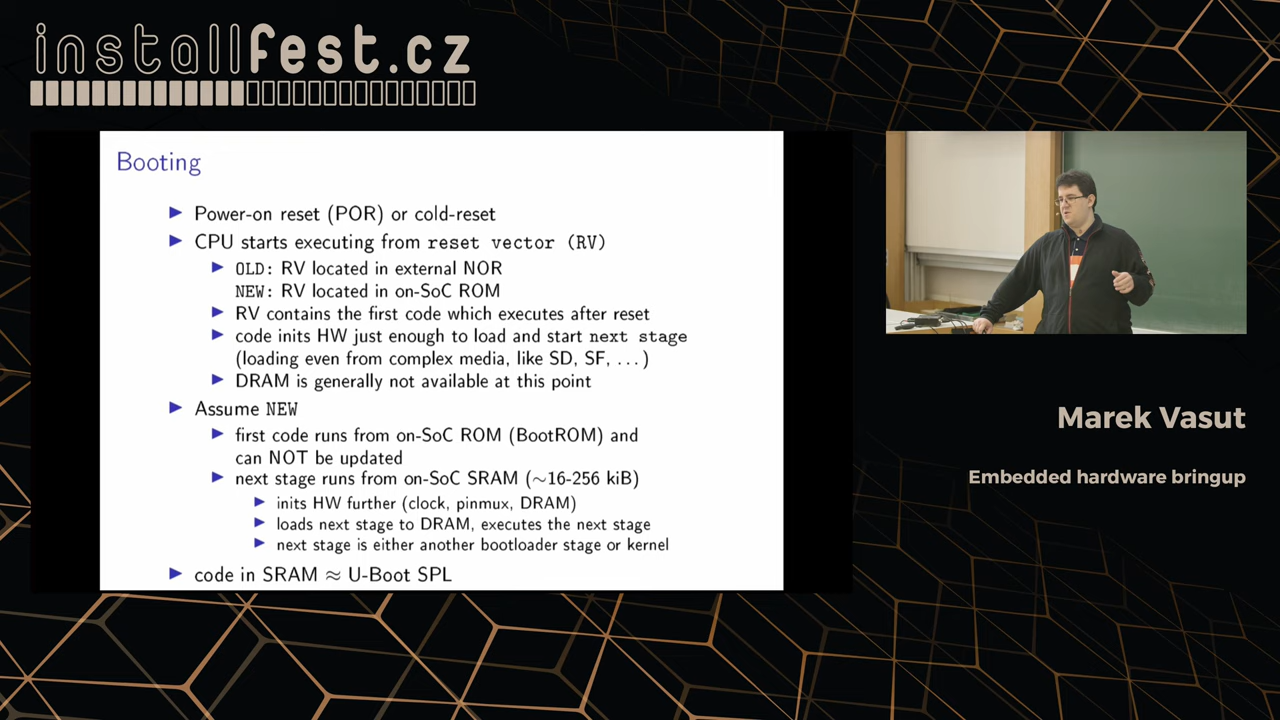 installfest.cz
Booting
Power-on reset (POR) or cold-reset
CPU starts executing from reset vector (RV)
OLD: RV located in external NOR
NEW: RV located in on-SoC ROM
RV contains the first code which executes after reset
code inits HW just enough to load and start next stage
(loading even from complex media, like SD, SF, ...)
DRAM is generally not available at this point
Assume NEW
first code runs from on-SoC ROM (BootROM) and
can NOT be updated
next stage runs from on-SoC SRAM (∼16-256 kiB)
inits HW further (clock, pinmux, DRAM)
loads next stage to DRAM, executes the next stage
next stage is either another bootloader stage or kernel
code in SRAM ≈ U-Boot SPL
Marek Vasut
Embedded hardware bringup